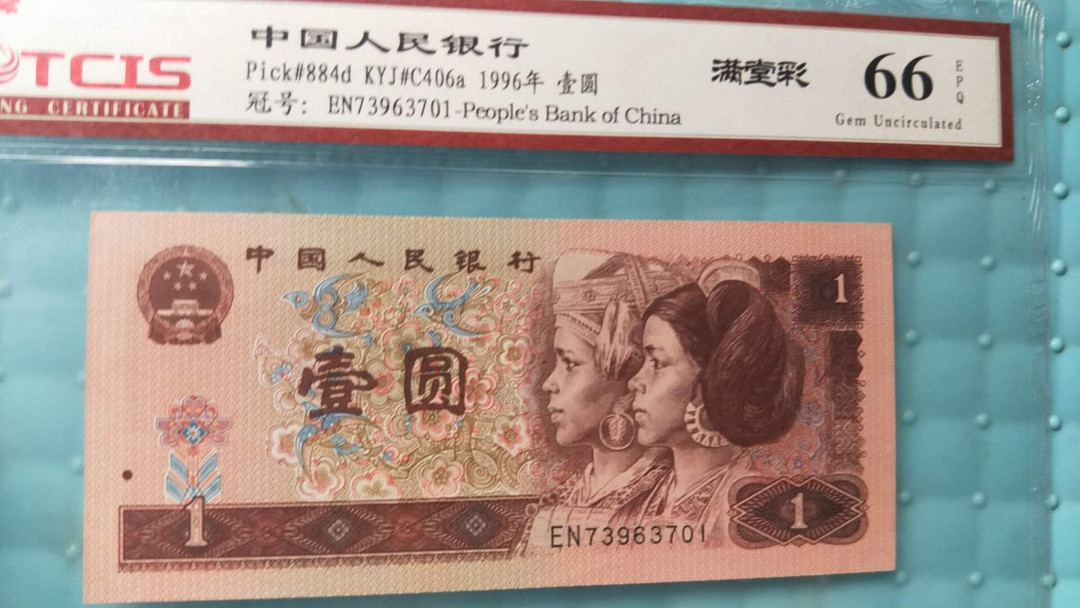 中国人民银行
TCIS
Pick#884d KYJ#C406a 1996年 壹圆
满堂彩
66
EPQ
NG CERTIFICATE
冠号: EN73963701-People's Bank of China
Gem Uncirculated
中国人民银行
1
壹圆
1
1
EN73963701